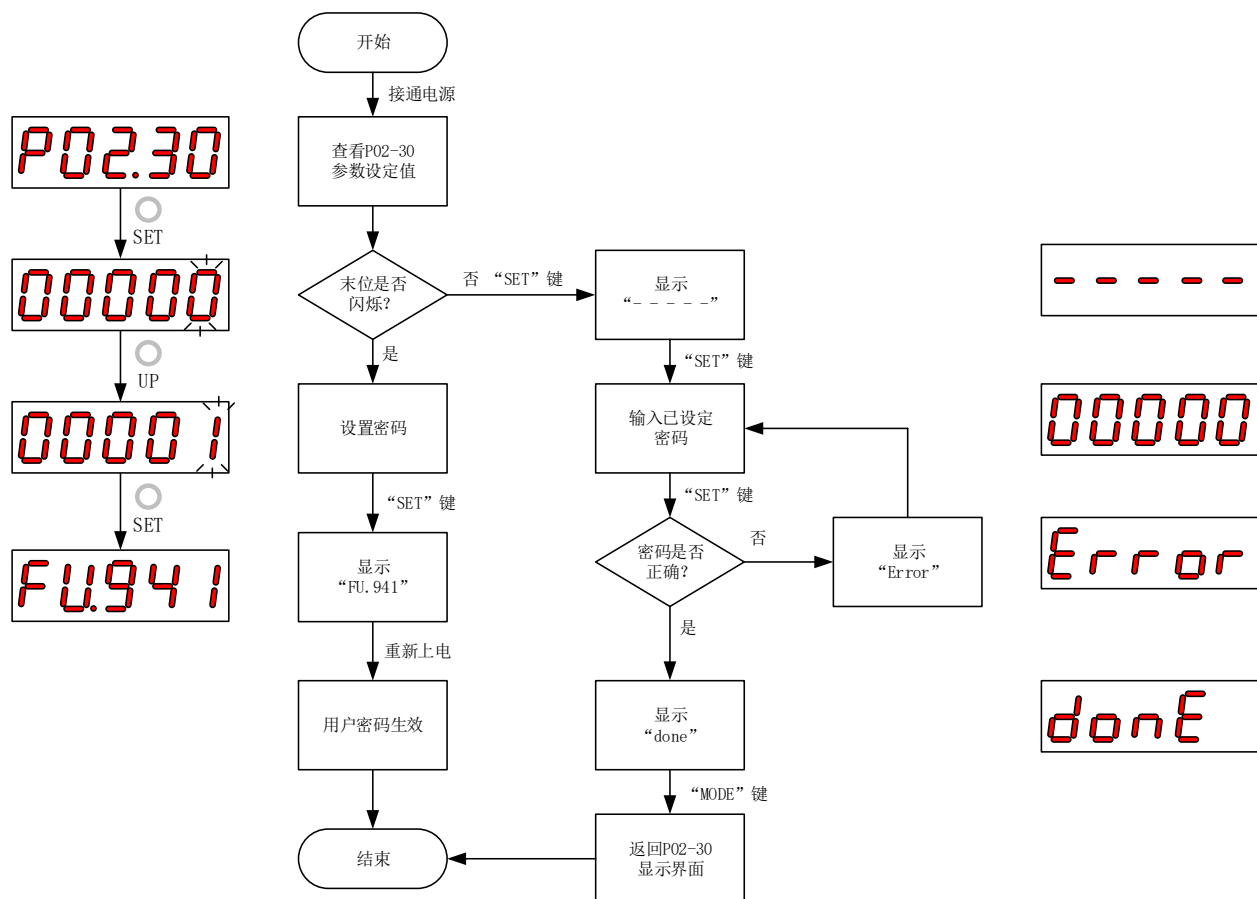 开始
接通电源
P02.30
查看P02-30
参数设定值
SET
00000
末位是否
闪烁?
否 “SET”键
显示
“- - - - -”
- - - - -
是
“SET”键
UP
00001
设置密码
输入已设定
密码
00000
“SET”键
“SET”键
SET
FU.941
显示
“FU.941”
密码是否
正确?
否
显示
“Error”
Error
是
重新上电
用户密码生效
显示
“done”
donE
“MODE”键
结束
返回P02-30
显示界面